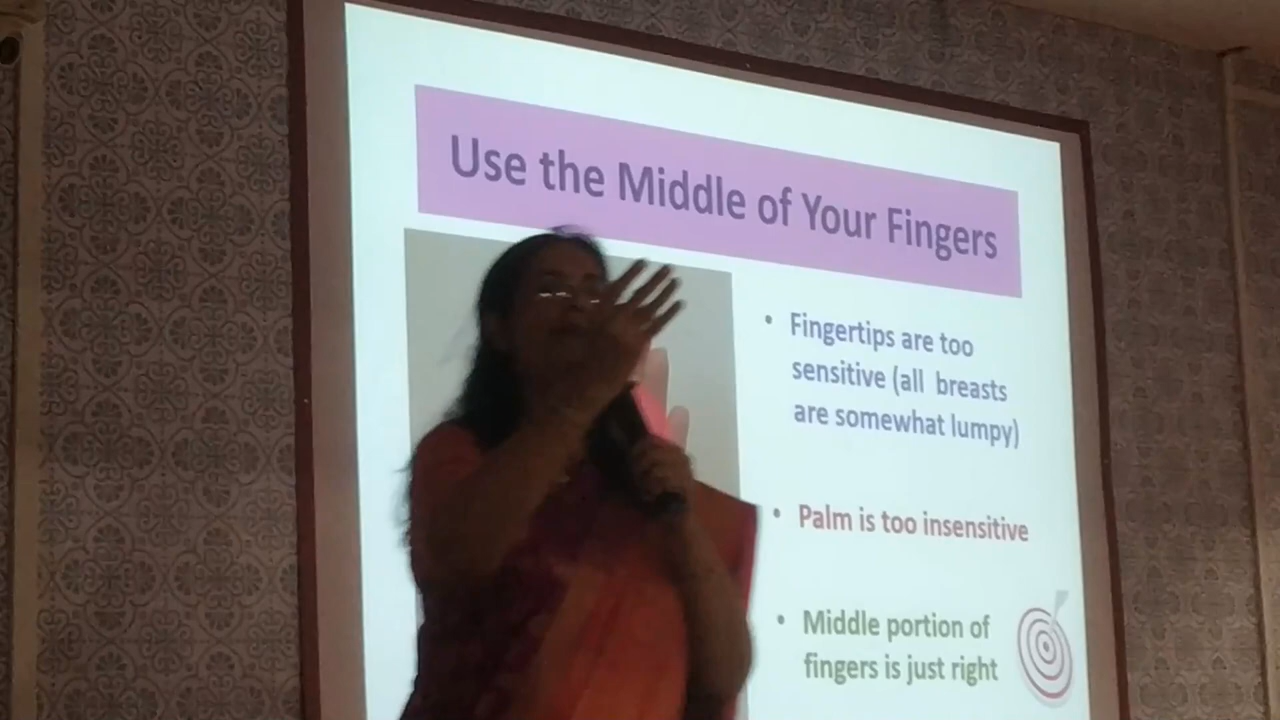 Use the Middle of Your Fingers
• Fingertips are too
sensitive (all breasts
are somewhat lumpy)
• Palm is too insensitive
• Middle portion of
fingers is just right